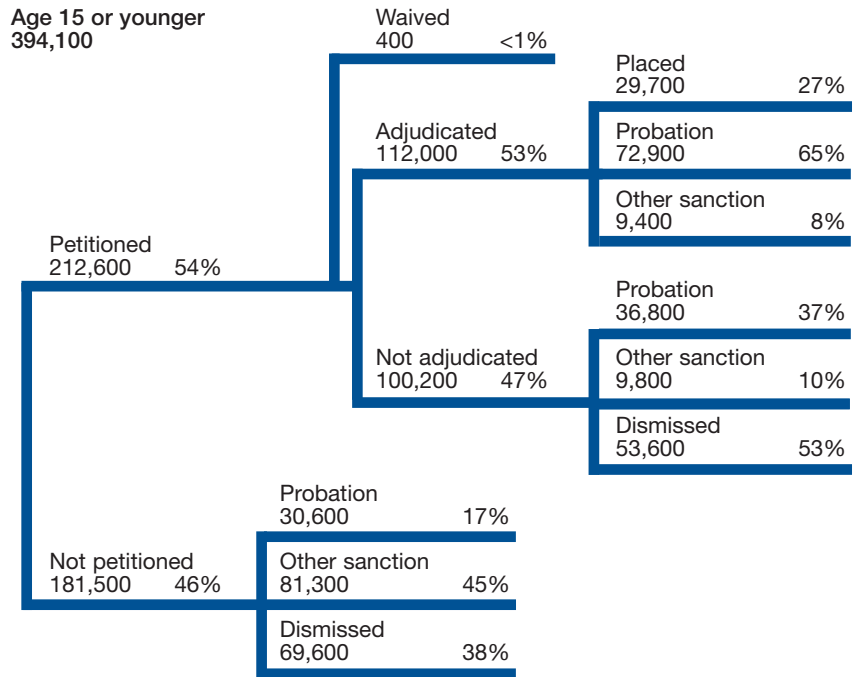 Age 15 or younger
394,100
Waived
400 <1%
Placed
29,700 27%
Adjudicated
112,000 53%
Probation
72,900 65%
Other sanction
9,400 8%
Petitioned
212,600 54%
Probation
36,800 37%
Not adjudicated
100,200 47%
Other sanction
9,800 10%
Dismissed
53,600 53%
Probation
30,600 17%
Not petitioned
181,500 46%
Other sanction
81,300 45%
Dismissed
69,600 38%